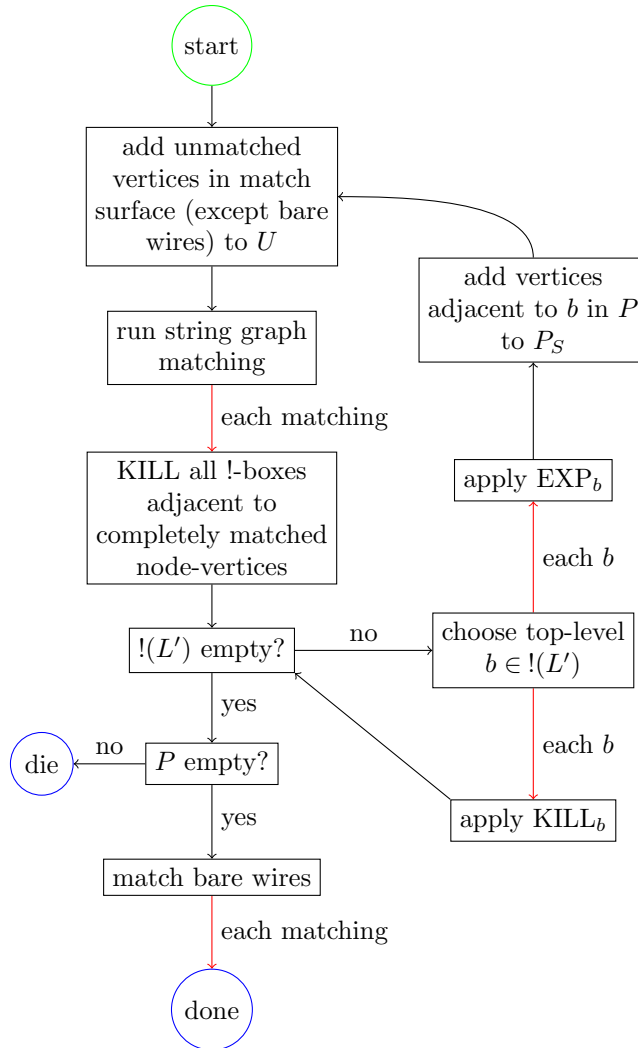 start
add unmatched
vertices in match
surface (except bare
wires) to U
add vertices
adjacent to b in P
to P_S
run string graph
matching
each matching
KILL all !-boxes
adjacent to
completely matched
node-vertices
apply EXP_b
each b
!(L′) empty?
no
choose top-level
b ∈ !(L′)
yes
each b
die
no
P empty?
apply KILL_b
yes
match bare wires
each matching
done